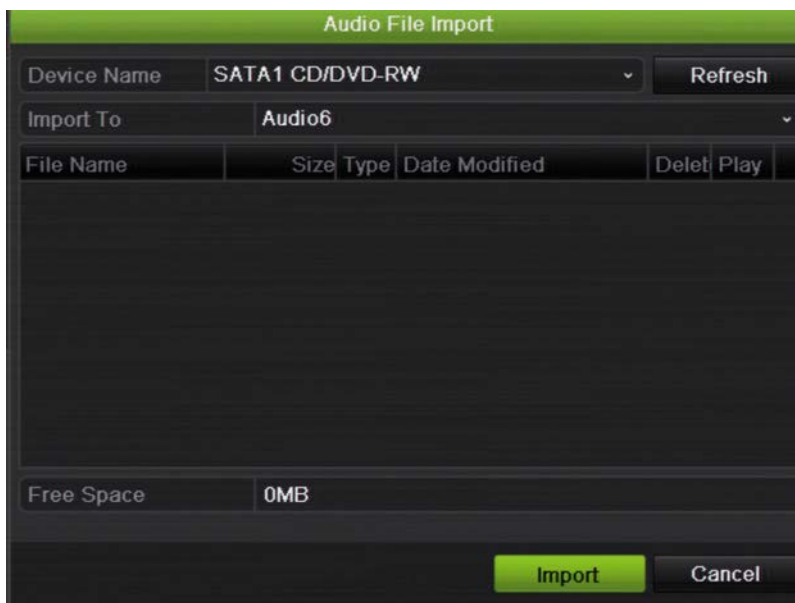 Audio File Import
Device Name SATA1 CD/DVD-RW Refresh
Import To Audio6
File Name Size Type Date Modified Delet Play
Free Space 0MB
Import Cancel